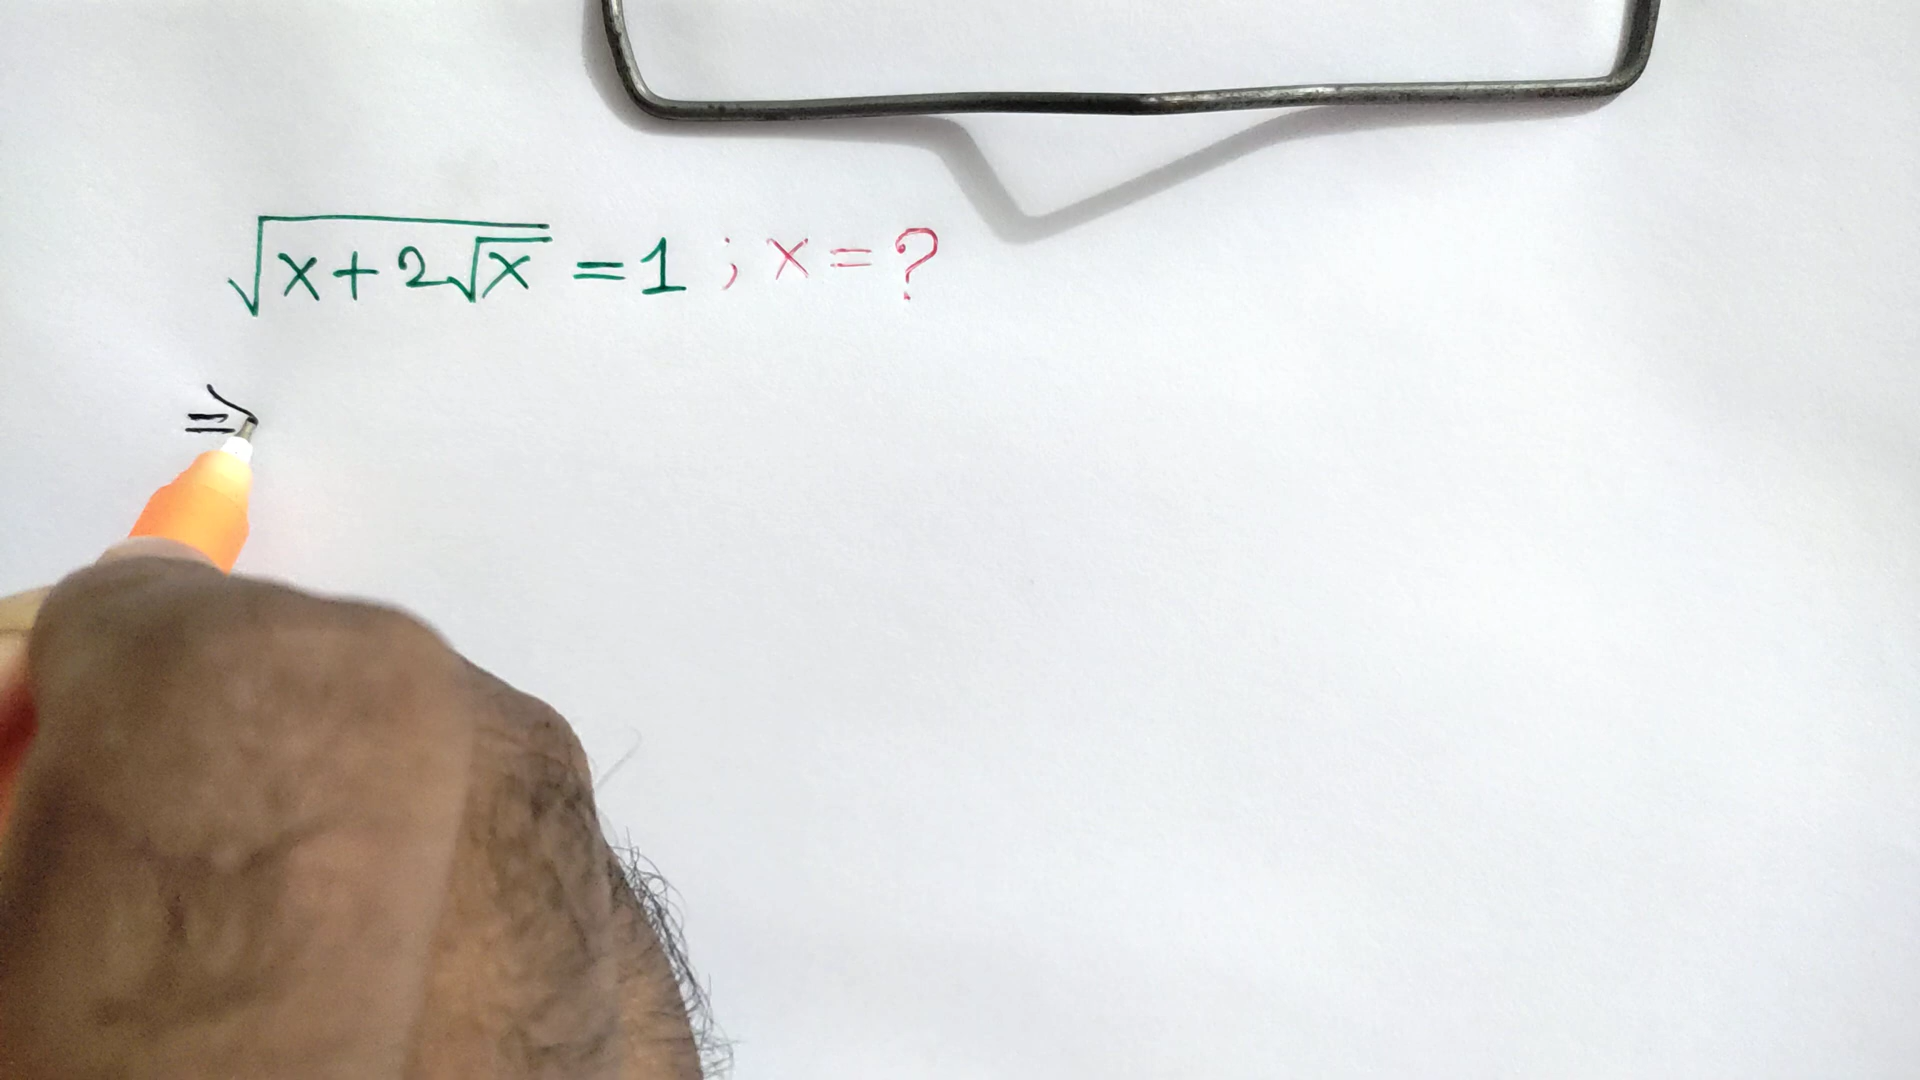 √(x+2√x) = 1 ; x = ?
⇒